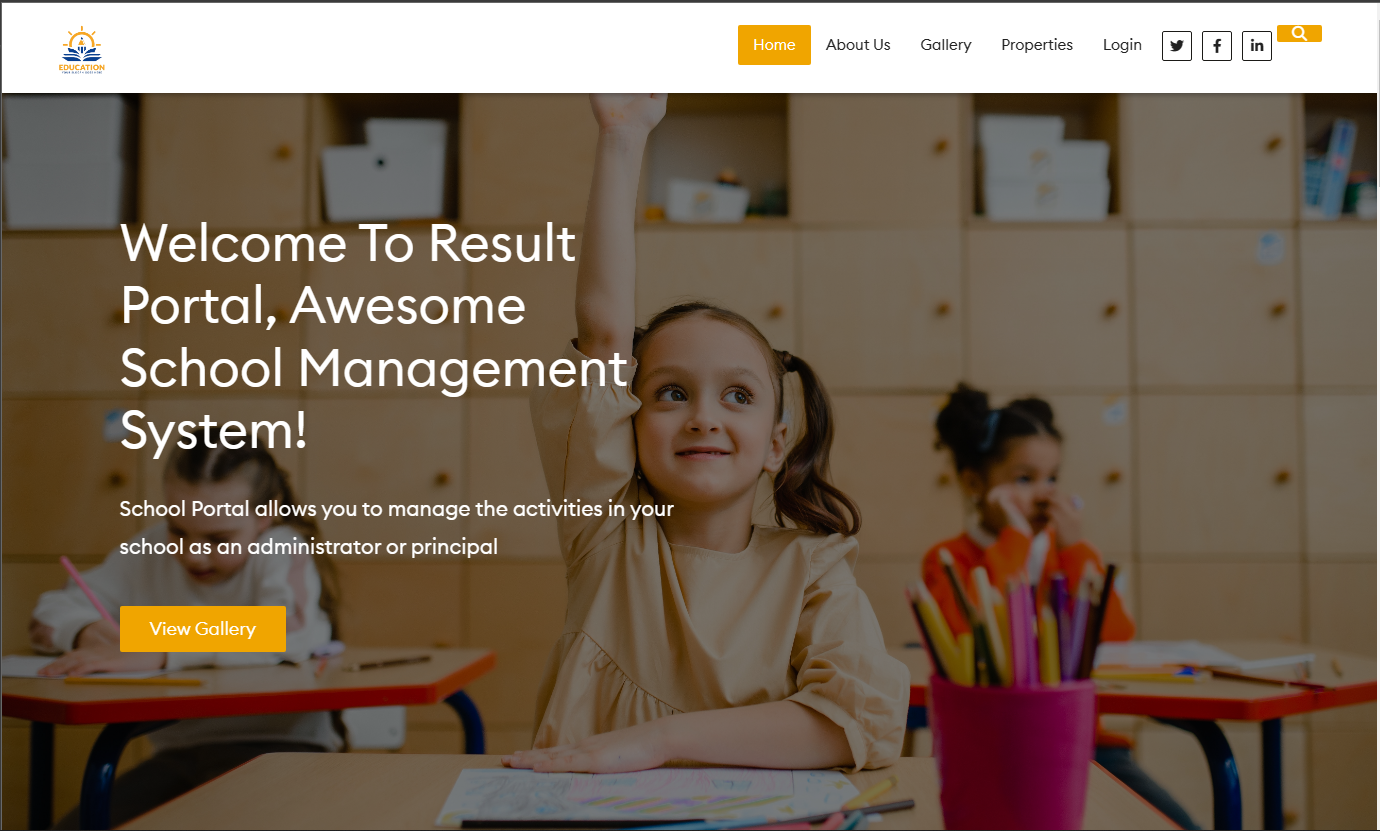 EDUCATION
Home
About Us
Gallery
Properties
Login
Welcome To Result
Portal, Awesome
School Management
System!
School Portal allows you to manage the activities in your
school as an administrator or principal
View Gallery